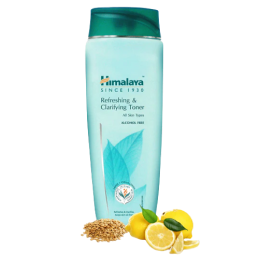 Himalaya
SINCE 1930
Refreshing &
Clarifying Toner
All Skin Types
ALCOHOL FREE